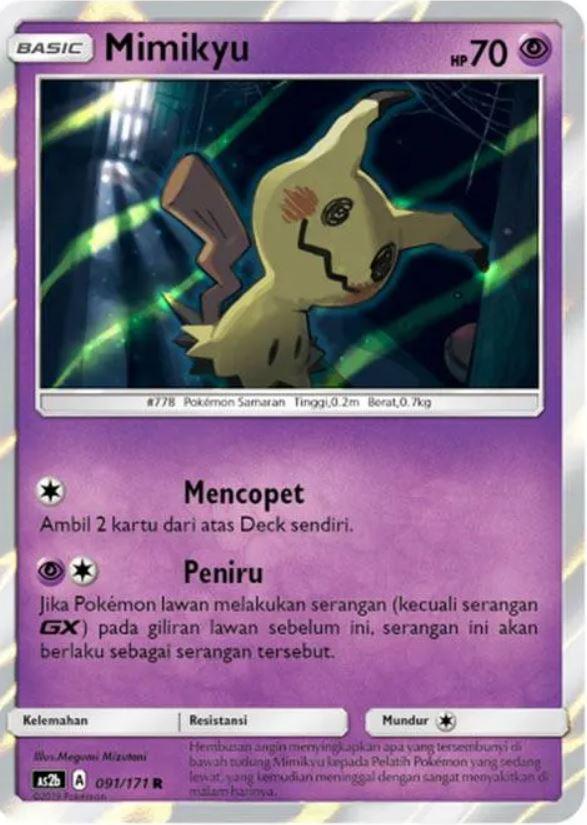 BASIC Mimikyu HP 70
#778 Pokémon Samaran Tinggi,0.2m Berat,0.7kg
Mencopet
Ambil 2 kartu dari atas Deck sendiri.
Peniru
Jika Pokémon lawan melakukan serangan (kecuali serangan
GX) pada giliran lawan sebelum ini, serangan ini akan
berlaku sebagai serangan tersebut.
Kelemahan Resistansi Mundur
Illus.Megumi Mizutani
Hembusan angin menyingkapkan apa yang tersembunyi di
bawah tudung Mimikyu kepada Pelatih Pokémon yang sedang
lewat, yang kemudian meninggal dengan sangat menyakitkan di
malam harinya.
AS2b A 091/171 R
©2019 Pokémon